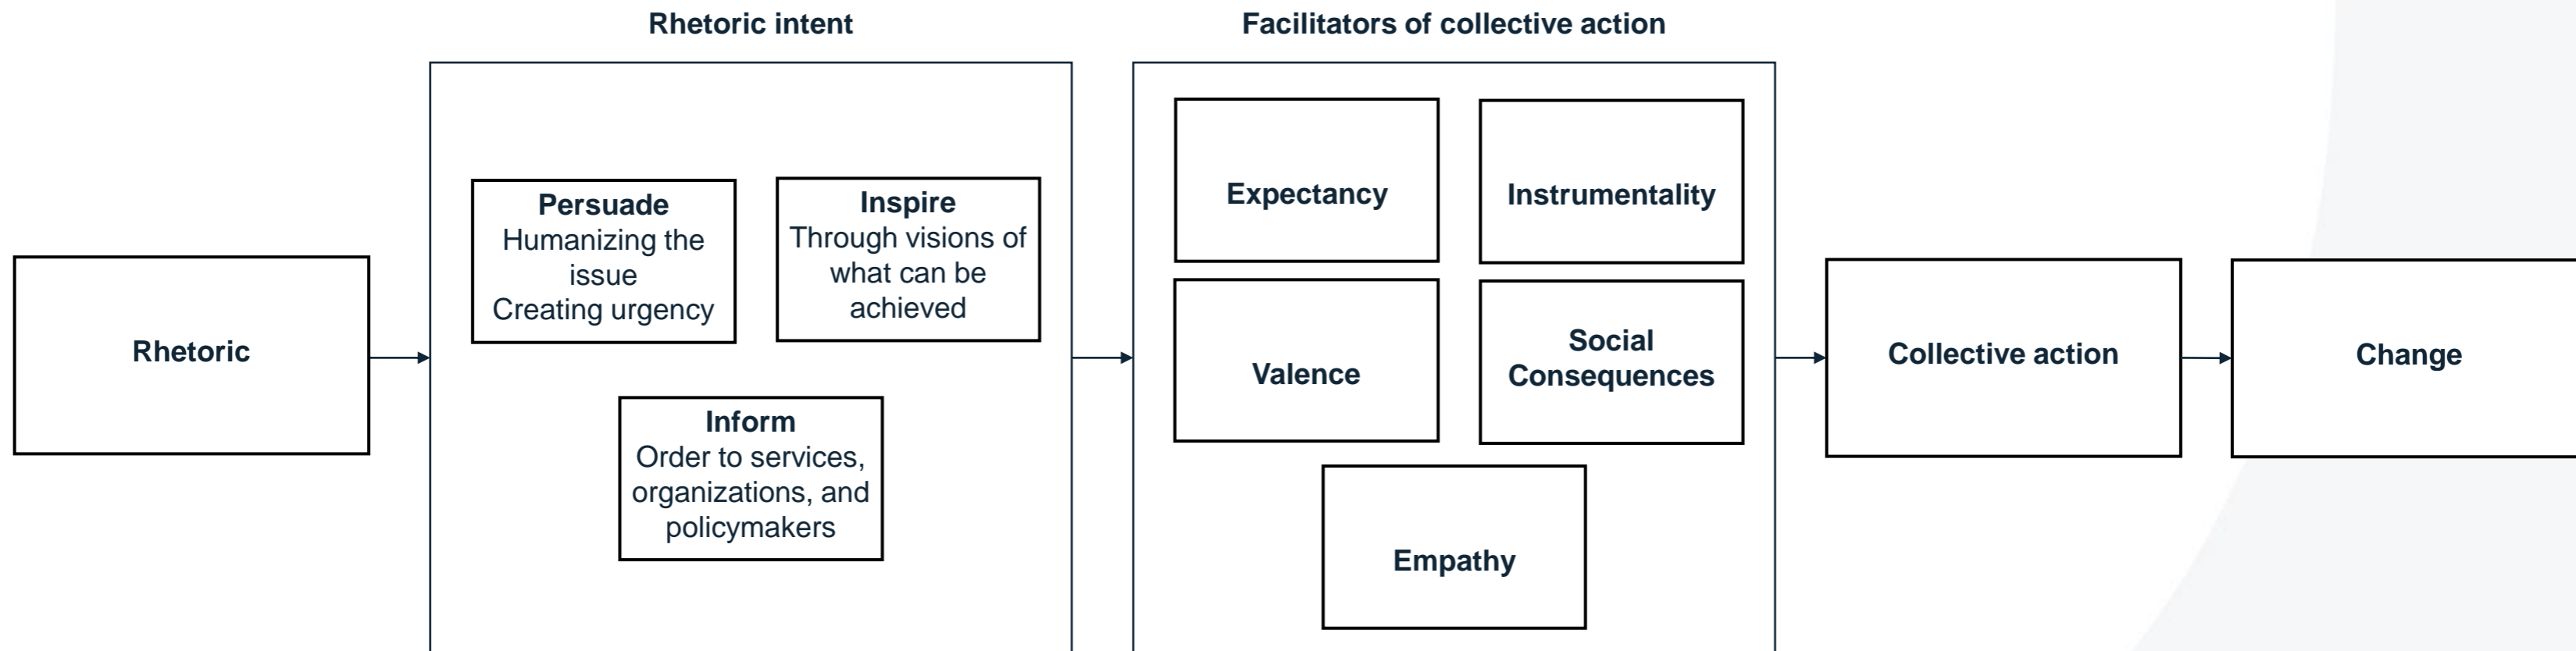 Rhetoric intent
Facilitators of collective action
Rhetoric
Persuade
Humanizing the
issue
Creating urgency
Inspire
Through visions of
what can be
achieved
Inform
Order to services,
organizations, and
policymakers
Expectancy
Instrumentality
Valence
Social
Consequences
Empathy
Collective action
Change